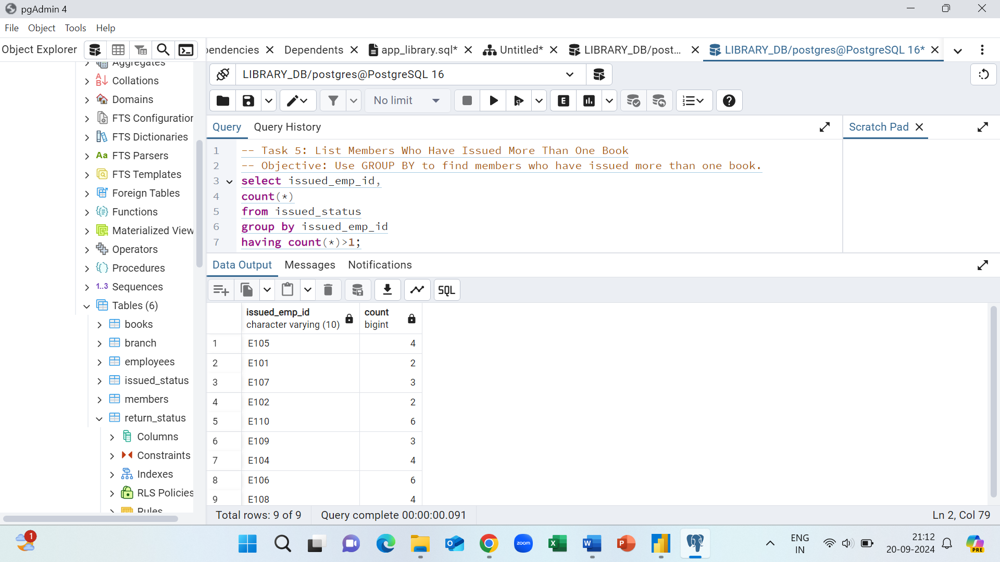 pgAdmin 4
File Object Tools Help
Object Explorer
pendencies Dependents app_library.sql* Untitled* LIBRARY_DB/post... LIBRARY_DB/postgres@PostgreSQL 16*
LIBRARY_DB/postgres@PostgreSQL 16
No limit
E
Query Query History
Scratch Pad
1 -- Task 5: List Members Who Have Issued More Than One Book
2 -- Objective: Use GROUP BY to find members who have issued more than one book.
3 select issued_emp_id,
4 count(*)
5 from issued_status
6 group by issued_emp_id
7 having count(*)>1;
Aggregates
Collations
Domains
FTS Configuration
FTS Dictionaries
Aa FTS Parsers
FTS Templates
Foreign Tables
Functions
Materialized View
Operators
Procedures
1..3 Sequences
Tables (6)
books
branch
employees
issued_status
members
return_status
Columns
Constraints
Indexes
RLS Policies
Rules
Data Output Messages Notifications
SQL
issued_emp_id count
character varying (10) bigint
1 E105 4
2 E101 2
3 E107 3
4 E102 2
5 E110 6
6 E109 3
7 E104 4
8 E106 6
9 E108 4
Total rows: 9 of 9 Query complete 00:00:00.091 Ln 2, Col 79
1
zoom
ENG
IN
21:12
20-09-2024
PRE